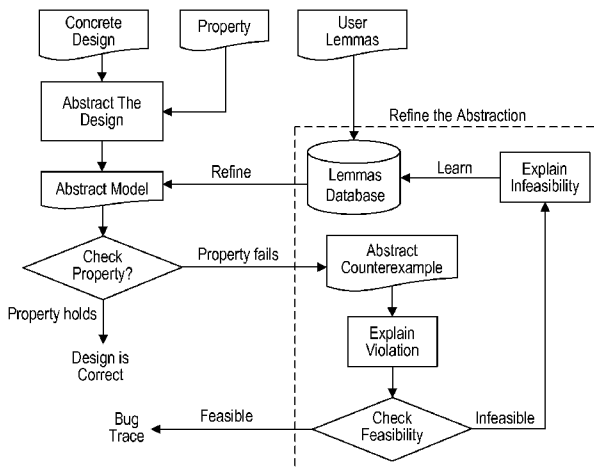 Concrete
Design
Property
User
Lemmas
Abstract The
Design
Refine the Abstraction
Abstract Model
Refine
Lemmas
Database
Learn
Explain
Infeasibility
Check
Property?
Property fails
Abstract
Counterexample
Property holds
Explain
Violation
Design is
Correct
Bug
Trace
Feasible
Check
Feasibility
Infeasible